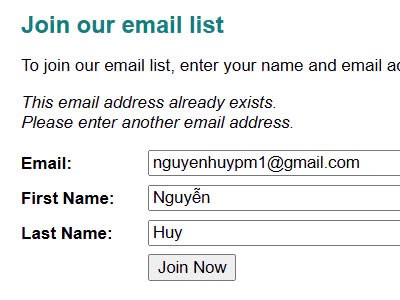 Join our email list
To join our email list, enter your name and email a
This email address already exists.
Please enter another email address.
Email: nguyenhuypm1@gmail.com
First Name: Nguyễn
Last Name: Huy
Join Now